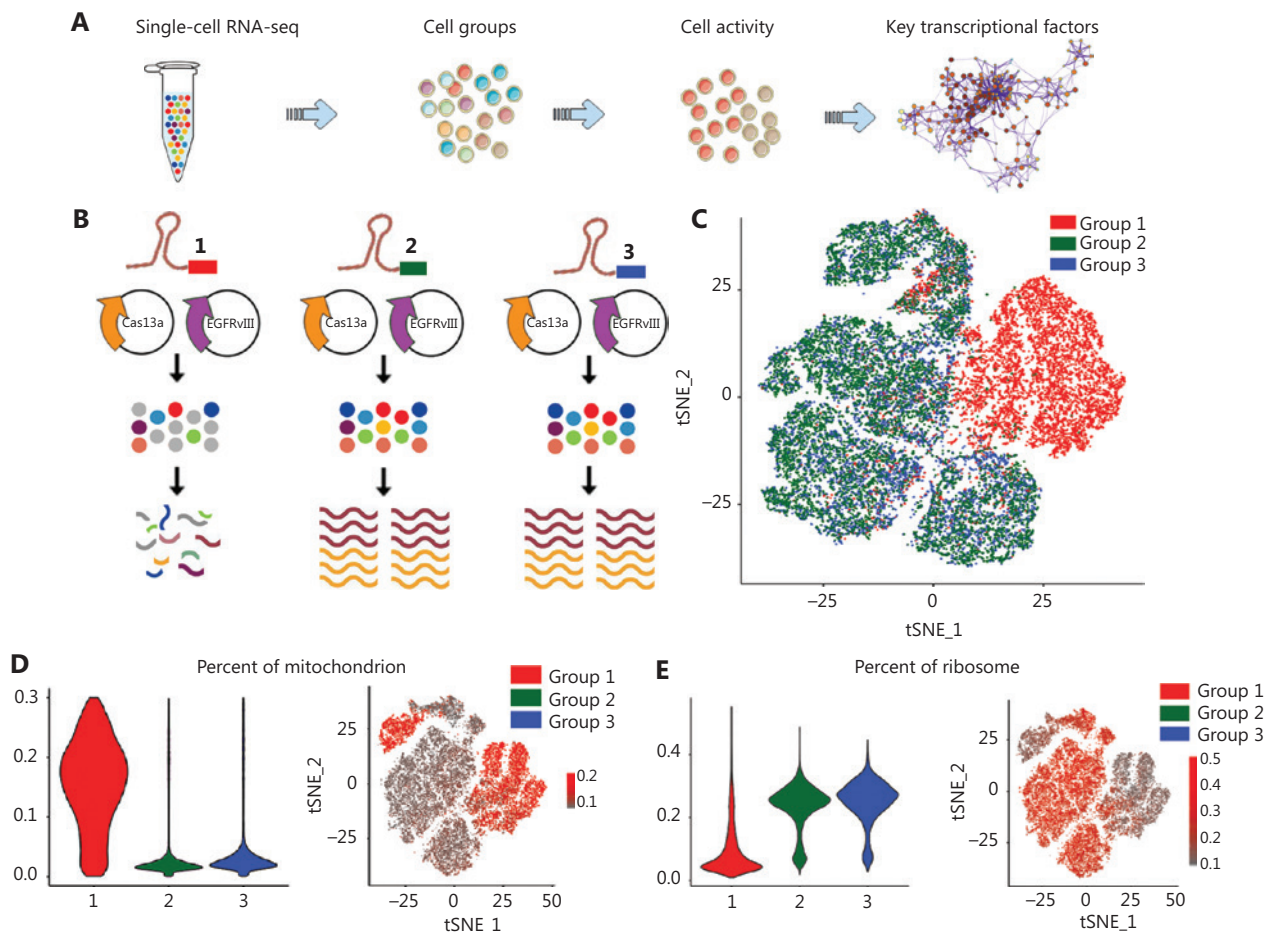 A
Single-cell RNA-seq
Cell groups
Cell activity
Key transcriptional factors
B
1
2
3
Cas13a
EGFRvIII
Cas13a
EGFRvIII
Cas13a
EGFRvIII
C
Group 1
Group 2
Group 3
tSNE_2
25
0
−25
−25
0
25
tSNE_1
D
Percent of mitochondrion
Group 1
Group 2
Group 3
0.3
0.2
0.1
0.0
1
2
3
tSNE_2
25
0
−25
−25
0
25
50
tSNE 1
0.2
0.1
E
Percent of ribosome
Group 1
Group 2
Group 3
0.4
0.2
0.0
1
2
3
tSNE_2
25
0
−25
−25
0
25
50
tSNE_1
0.5
0.4
0.3
0.2
0.1